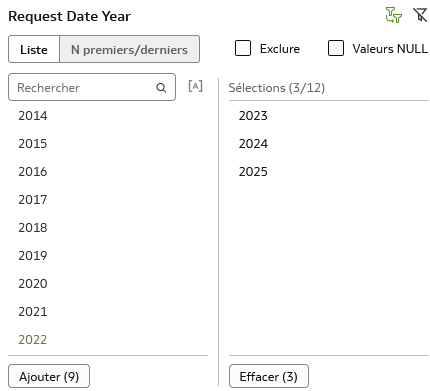 Request Date Year
Liste
N premiers/derniers
Exclure
Valeurs NULL
Rechercher
[A]
Sélections (3/12)
2014
2015
2016
2017
2018
2019
2020
2021
2022
2023
2024
2025
Ajouter (9)
Effacer (3)